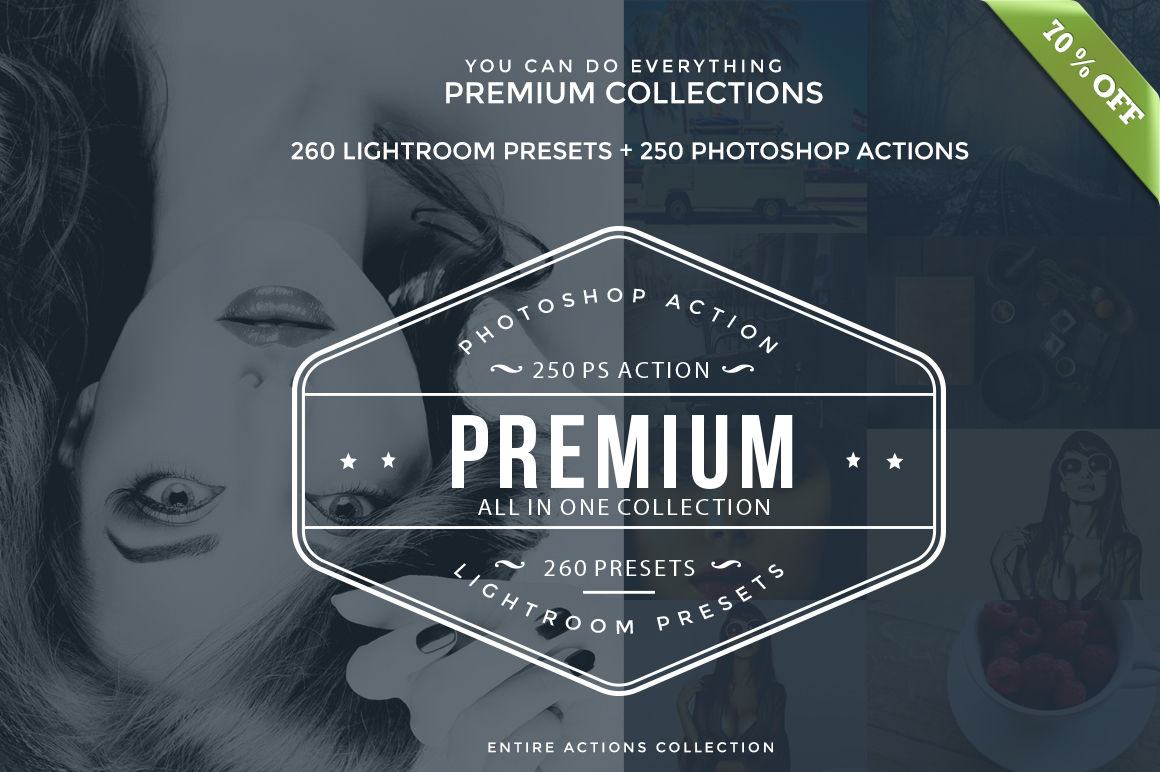 YOU CAN DO EVERYTHING
PREMIUM COLLECTIONS
70 % OFF
260 LIGHTROOM PRESETS + 250 PHOTOSHOP ACTIONS
PHOTOSHOP ACTION
250 PS ACTION
PREMIUM
ALL IN ONE COLLECTION
260 PRESETS
LIGHTROOM PRESETS
ENTIRE ACTIONS COLLECTION